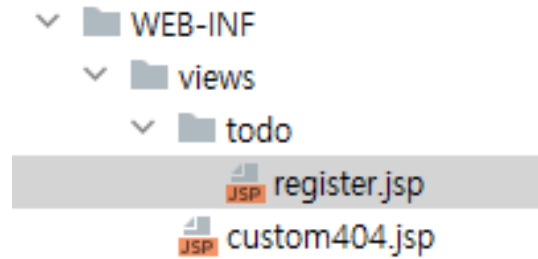 WEB-INF
views
todo
JSP register.jsp
JSP custom404.jsp